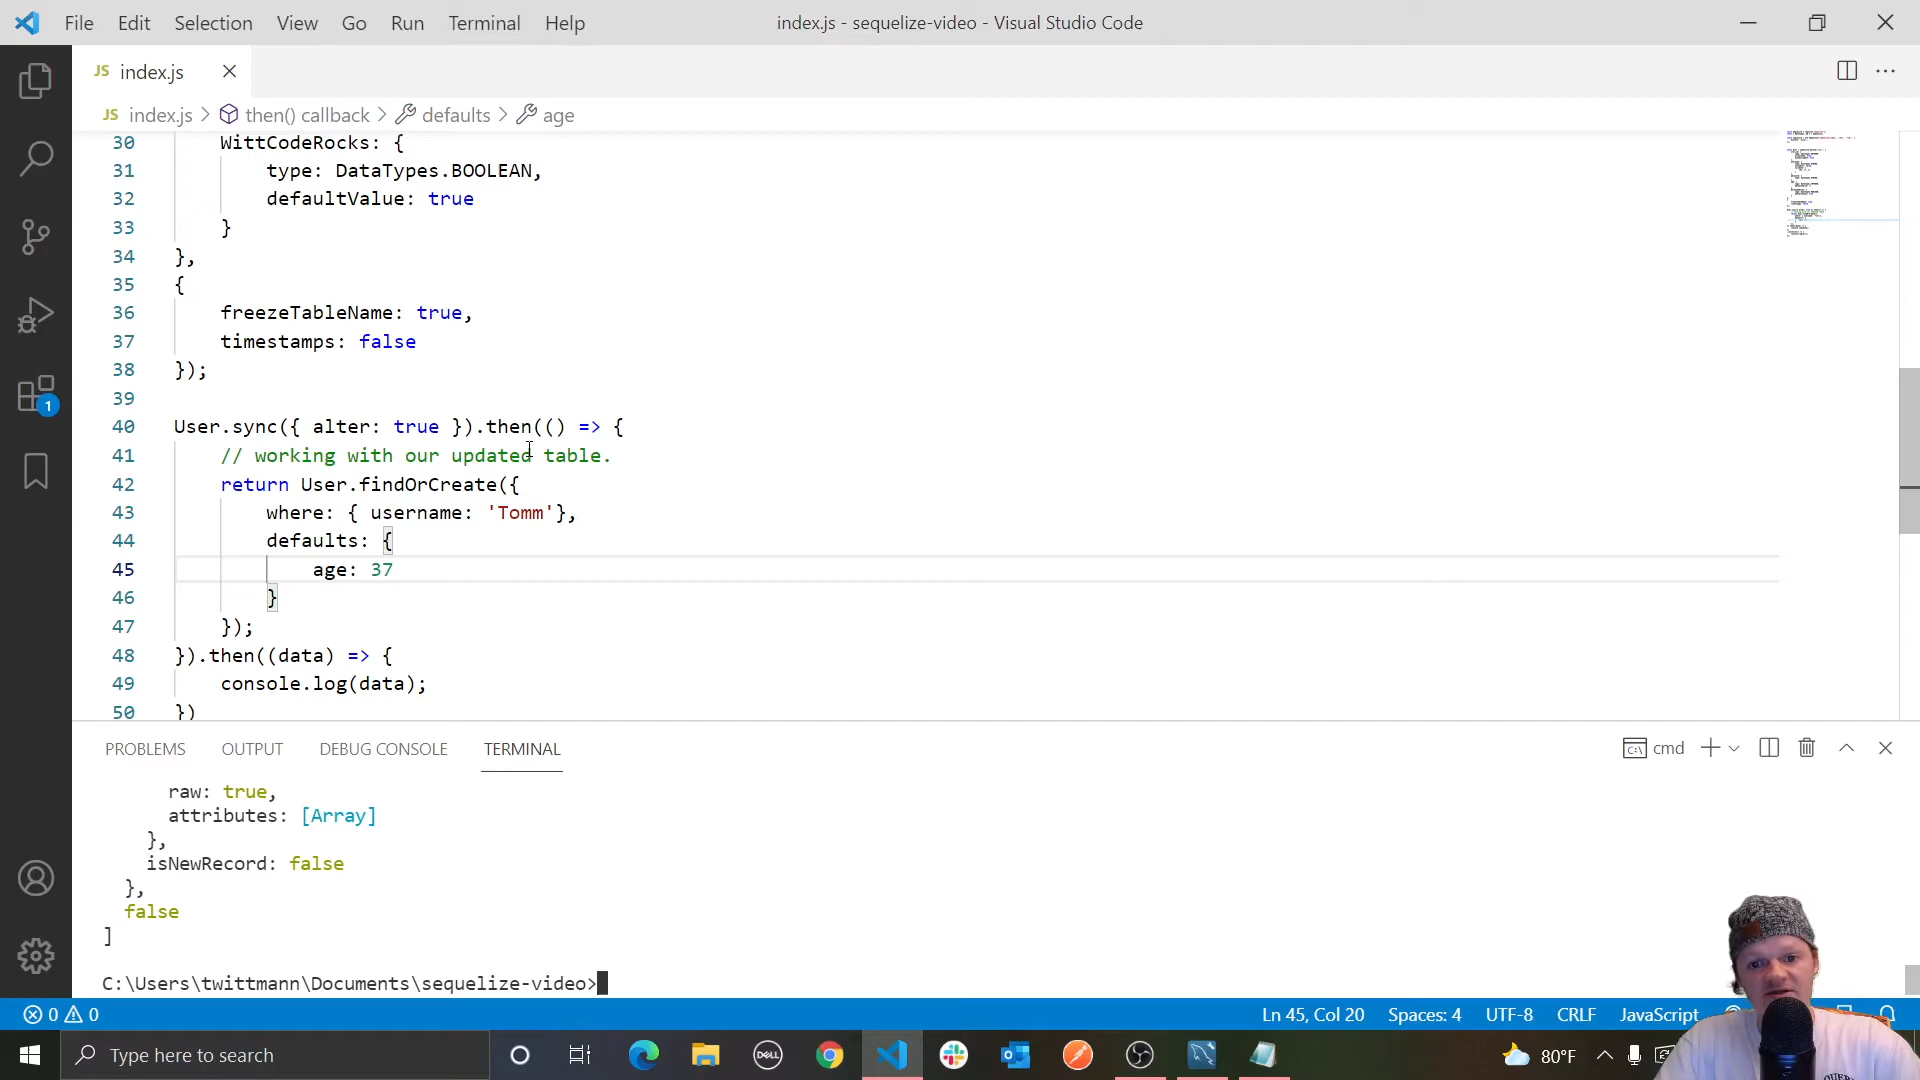 File Edit Selection View Go Run Terminal Help index.js - sequelize-video - Visual Studio Code
JS index.js
JS index.js > then() callback > defaults > age
30 WittCodeRocks: {
31 type: DataTypes.BOOLEAN,
32 defaultValue: true
33 }
34 },
35 {
36 freezeTableName: true,
37 timestamps: false
38 });
39
40 User.sync({ alter: true }).then(() => {
41 // working with our updated table.
42 return User.findOrCreate({
43 where: { username: 'Tomm'},
44 defaults: {
45 age: 37
46 }
47 });
48 }).then((data) => {
49 console.log(data);
50 })
1
PROBLEMS OUTPUT DEBUG CONSOLE TERMINAL cmd
raw: true,
attributes: [Array]
},
isNewRecord: false
},
false
]
C:\Users\twittmann\Documents\sequelize-video>
0 0 Ln 45, Col 20 Spaces: 4 UTF-8 CRLF JavaScript
Type here to search DELL 80°F